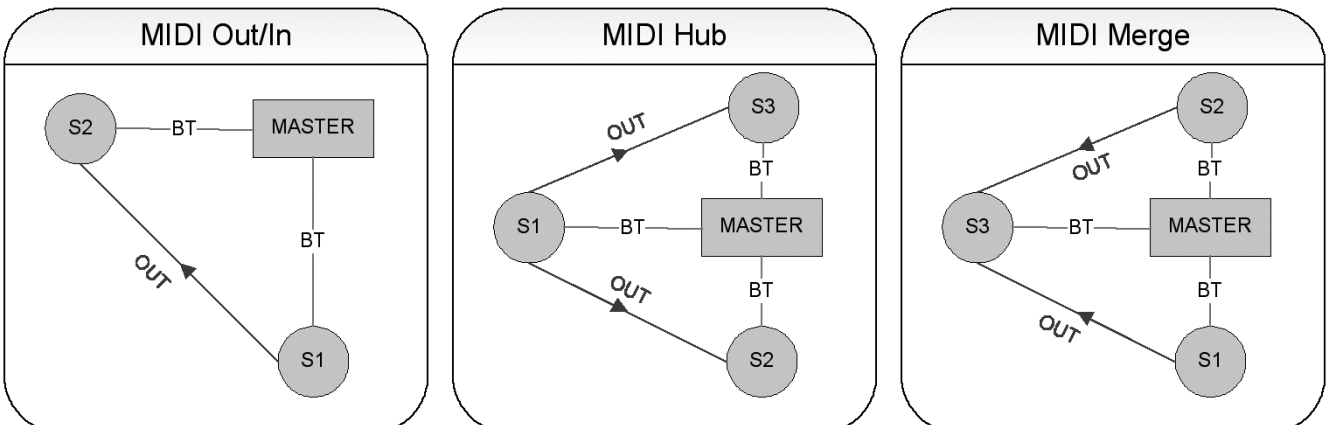 MIDI Out/In
S2
BT
MASTER
BT
OUT
S1
MIDI Hub
S3
OUT
BT
S1
BT
MASTER
OUT
BT
S2
MIDI Merge
S2
OUT
BT
S3
BT
MASTER
BT
OUT
S1